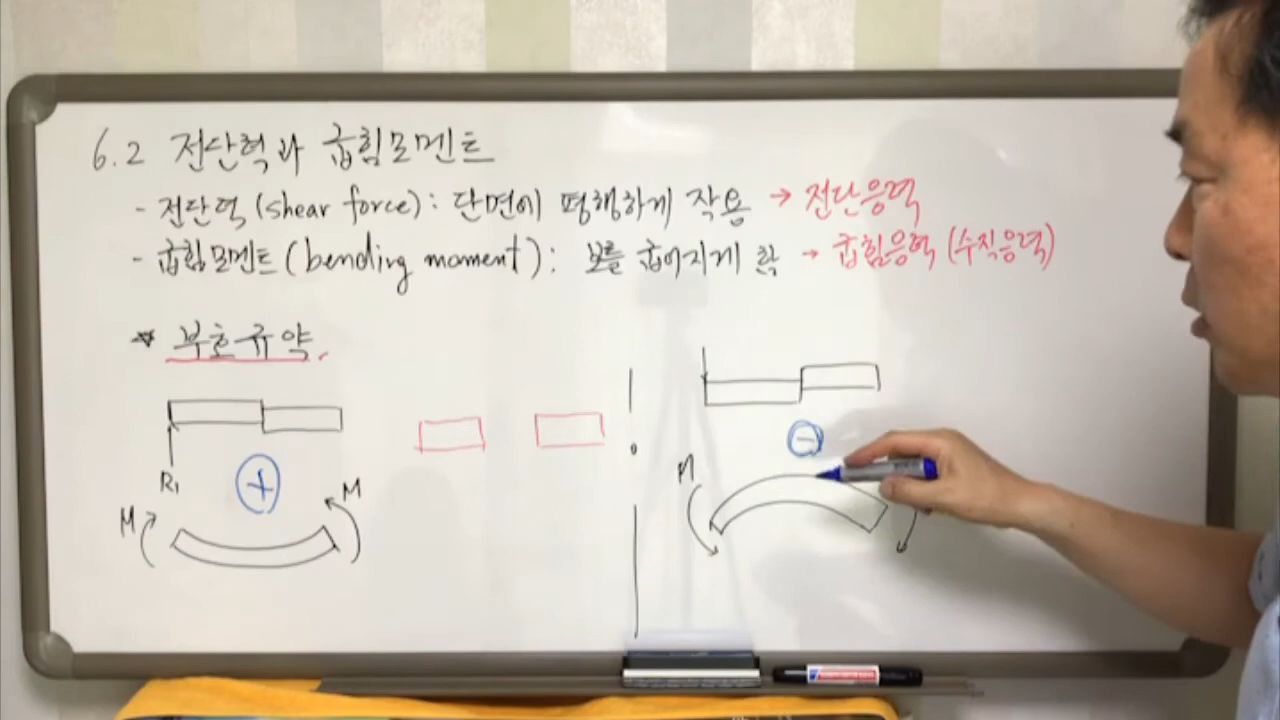 6.2 전단력과 굽힘모멘트
- 전단력 (shear force) : 단면에 평행하게 작용 → 전단응력
- 굽힘모멘트 (bending moment) : 보를 굽어지게 함 → 굽힘응력 (수직응력)
* 부호규약.
R₁
+
M
M
-
M